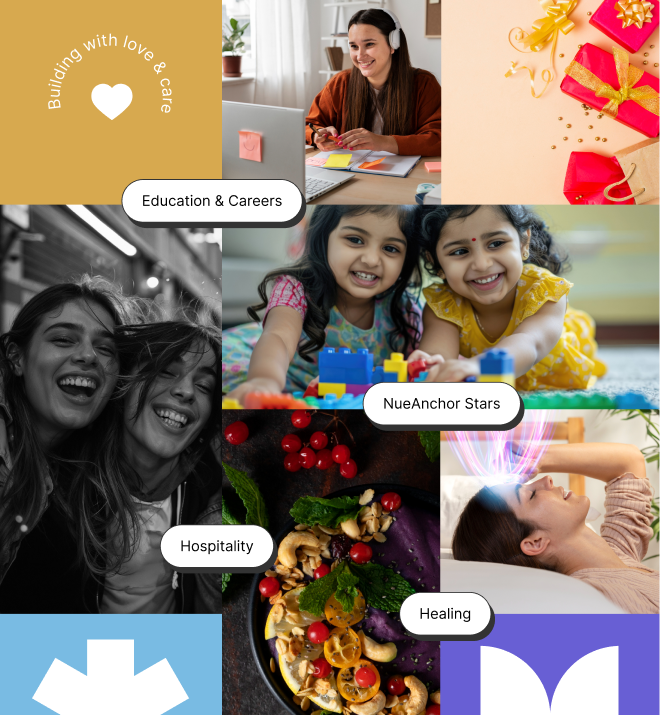 Building with love & care
Education & Careers
NueAnchor Stars
Hospitality
Healing